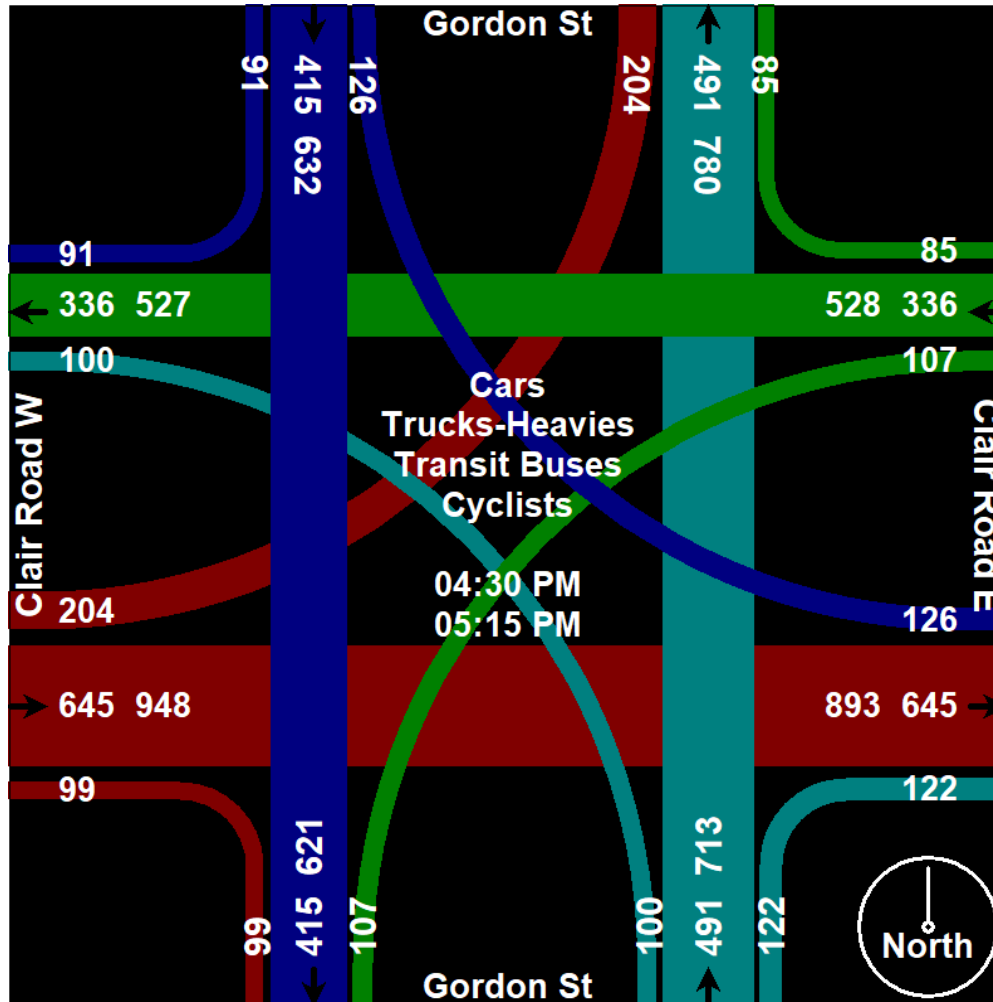 Gordon St
91
415 632
126
204
491 780
85
91
85
336 527
528 336
100
107
Cars
Trucks-Heavies
Transit Buses
Cyclists
Clair Road W
Clair Road E
04:30 PM
05:15 PM
204
126
645 948
893 645
99
122
99
415 621
107
100
491 713
122
North
Gordon St